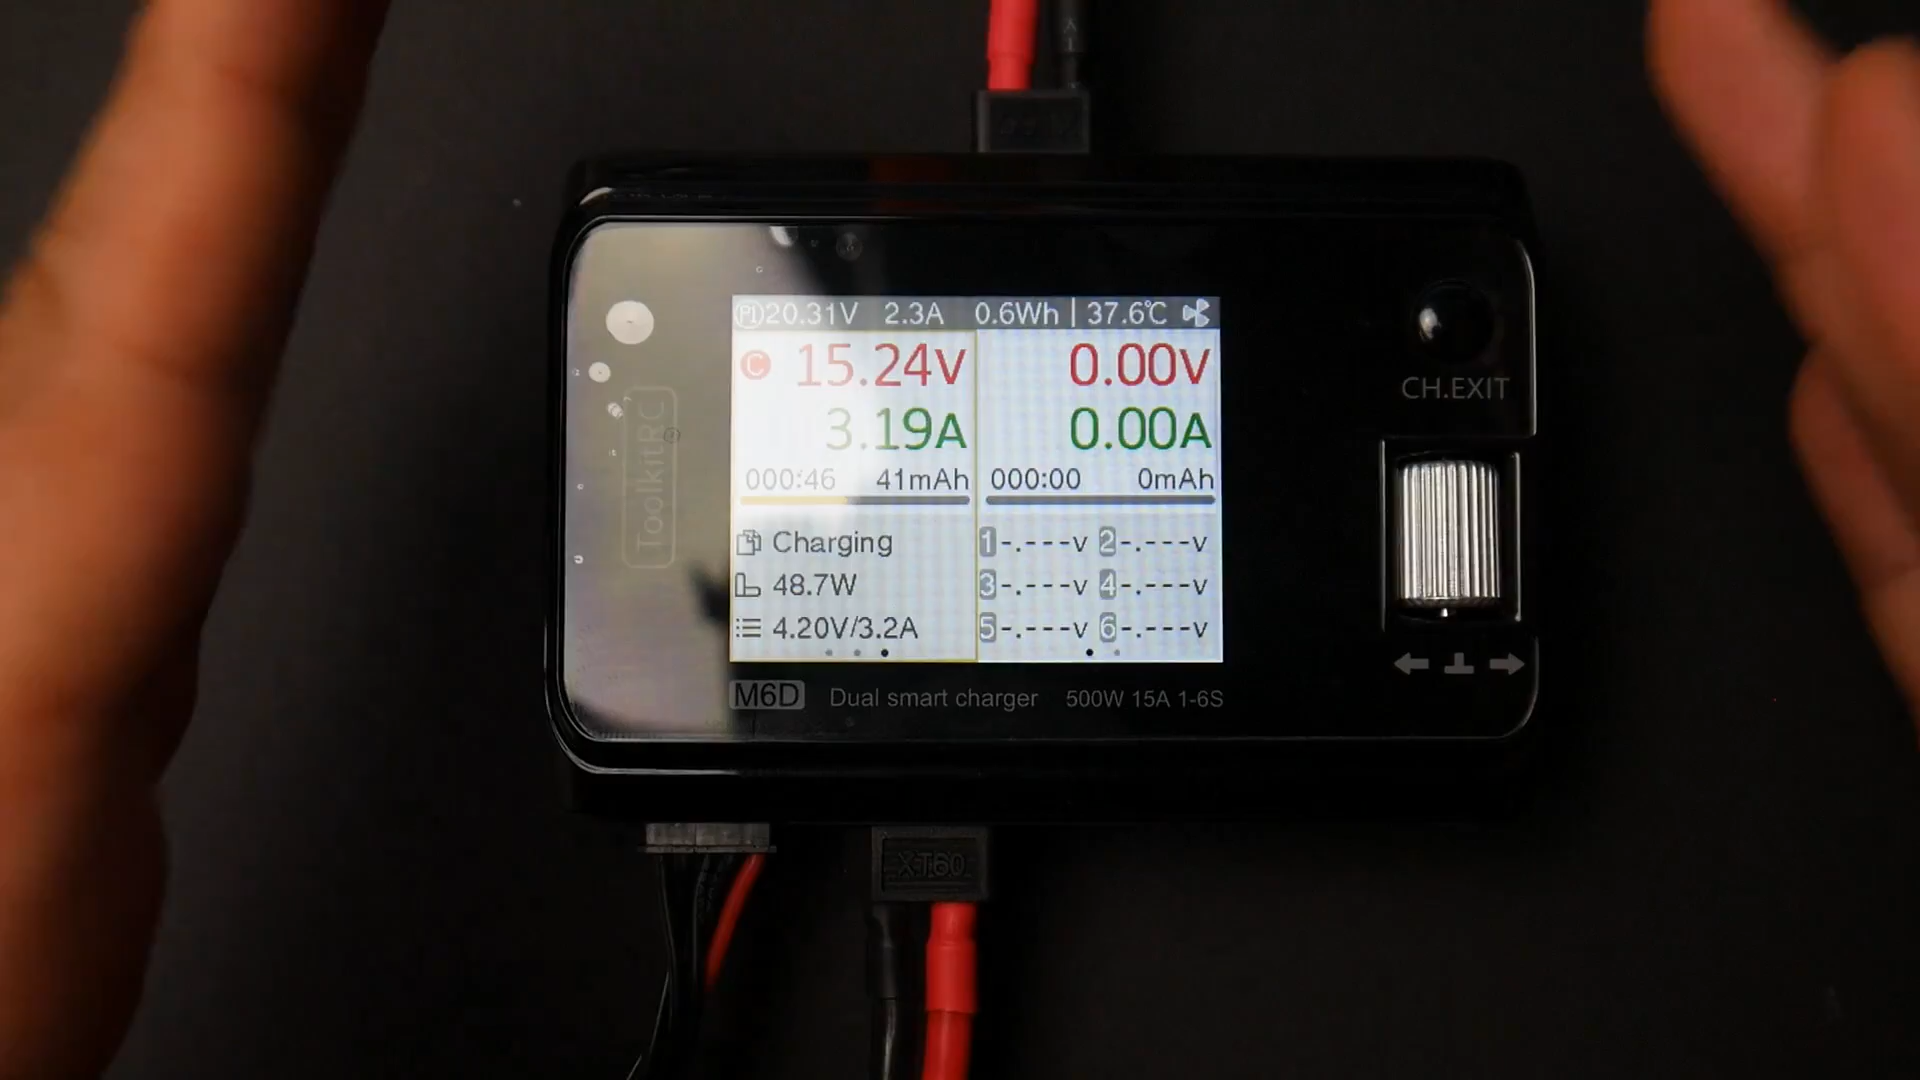 20.31V 2.3A 0.6Wh | 37.6℃
C 15.24V 0.00V
3.19A 0.00A
000:46 41mAh 000:00 0mAh
Charging 1 -.---V 2 -.---V
48.7W 3 -.---V 4 -.---V
4.20V/3.2A 5 -.---V 6 -.---V
M6D Dual smart charger 500W 15A 1-6S
CH.EXIT
ToolkitRC
XT60